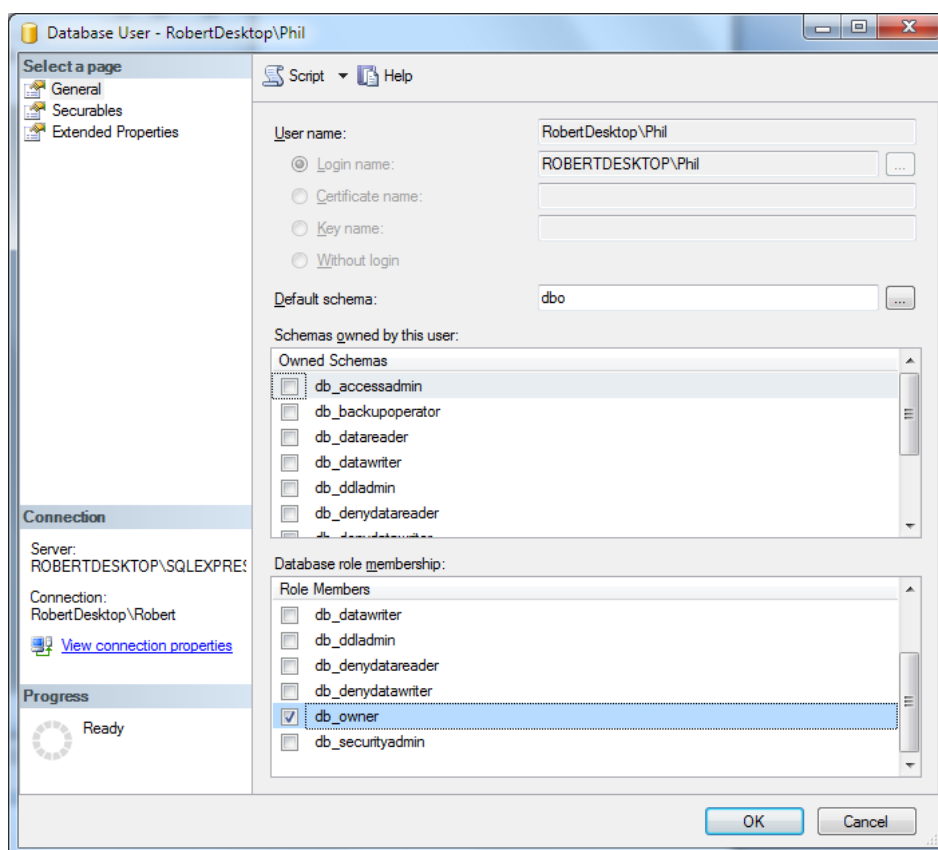 Database User - RobertDesktop\Phil
Select a page
General
Securables
Extended Properties
Script Help
User name: RobertDesktop\Phil
Login name: ROBERTDESKTOP\Phil ...
Certificate name:
Key name:
Without login
Default schema: dbo ...
Schemas owned by this user:
Owned Schemas
db_accessadmin
db_backupoperator
db_datareader
db_datawriter
db_ddladmin
db_denydatareader
db_denydatawriter
Connection
Server:
ROBERTDESKTOP\SQLEXPRES
Connection:
RobertDesktop\Robert
View connection properties
Progress
Ready
Database role membership:
Role Members
db_datawriter
db_ddladmin
db_denydatareader
db_denydatawriter
db_owner
db_securityadmin
OK Cancel